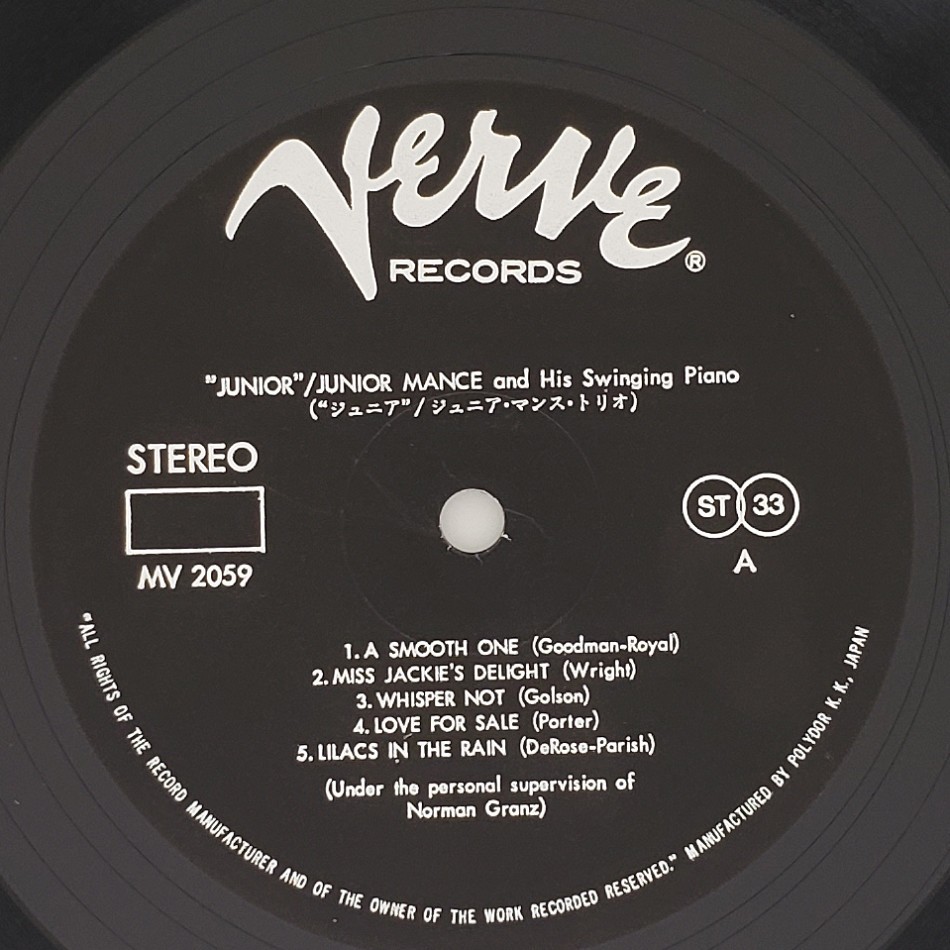 Verve
RECORDS ®
"JUNIOR"/JUNIOR MANCE and His Swinging Piano
(“ジュニア”/ジュニア・マンス・トリオ)
STEREO
MV 2059
ST 33
A
1. A SMOOTH ONE (Goodman-Royal)
2. MISS JACKIE'S DELIGHT (Wright)
3. WHISPER NOT (Golson)
4. LOVE FOR SALE (Porter)
5. LILACS IN THE RAIN (DeRose-Parish)
(Under the personal supervision of
Norman Granz)
"ALL RIGHTS OF THE RECORD MANUFACTURER AND OF THE OWNER OF THE WORK RECORDED RESERVED." MANUFACTURED BY POLYDOR K. K., JAPAN